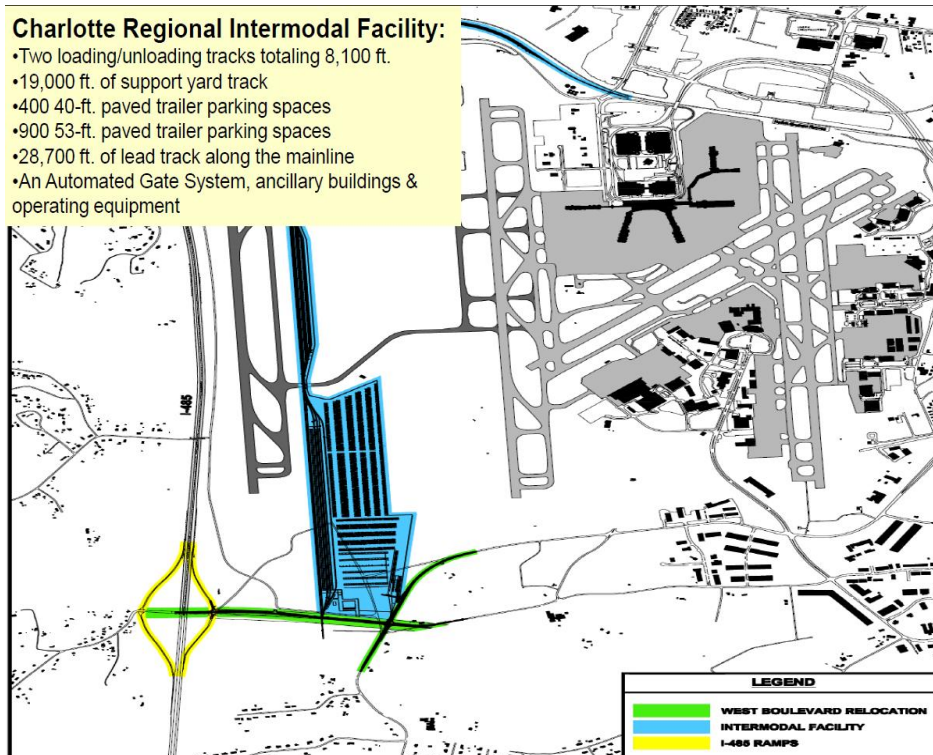 Charlotte Regional Intermodal Facility:
•Two loading/unloading tracks totaling 8,100 ft.
•19,000 ft. of support yard track
•400 40-ft. paved trailer parking spaces
•900 53-ft. paved trailer parking spaces
•28,700 ft. of lead track along the mainline
•An Automated Gate System, ancillary buildings &
operating equipment
I-485
LEGEND
WEST BOULEVARD RELOCATION
INTERMODAL FACILITY
I-485 RAMPS